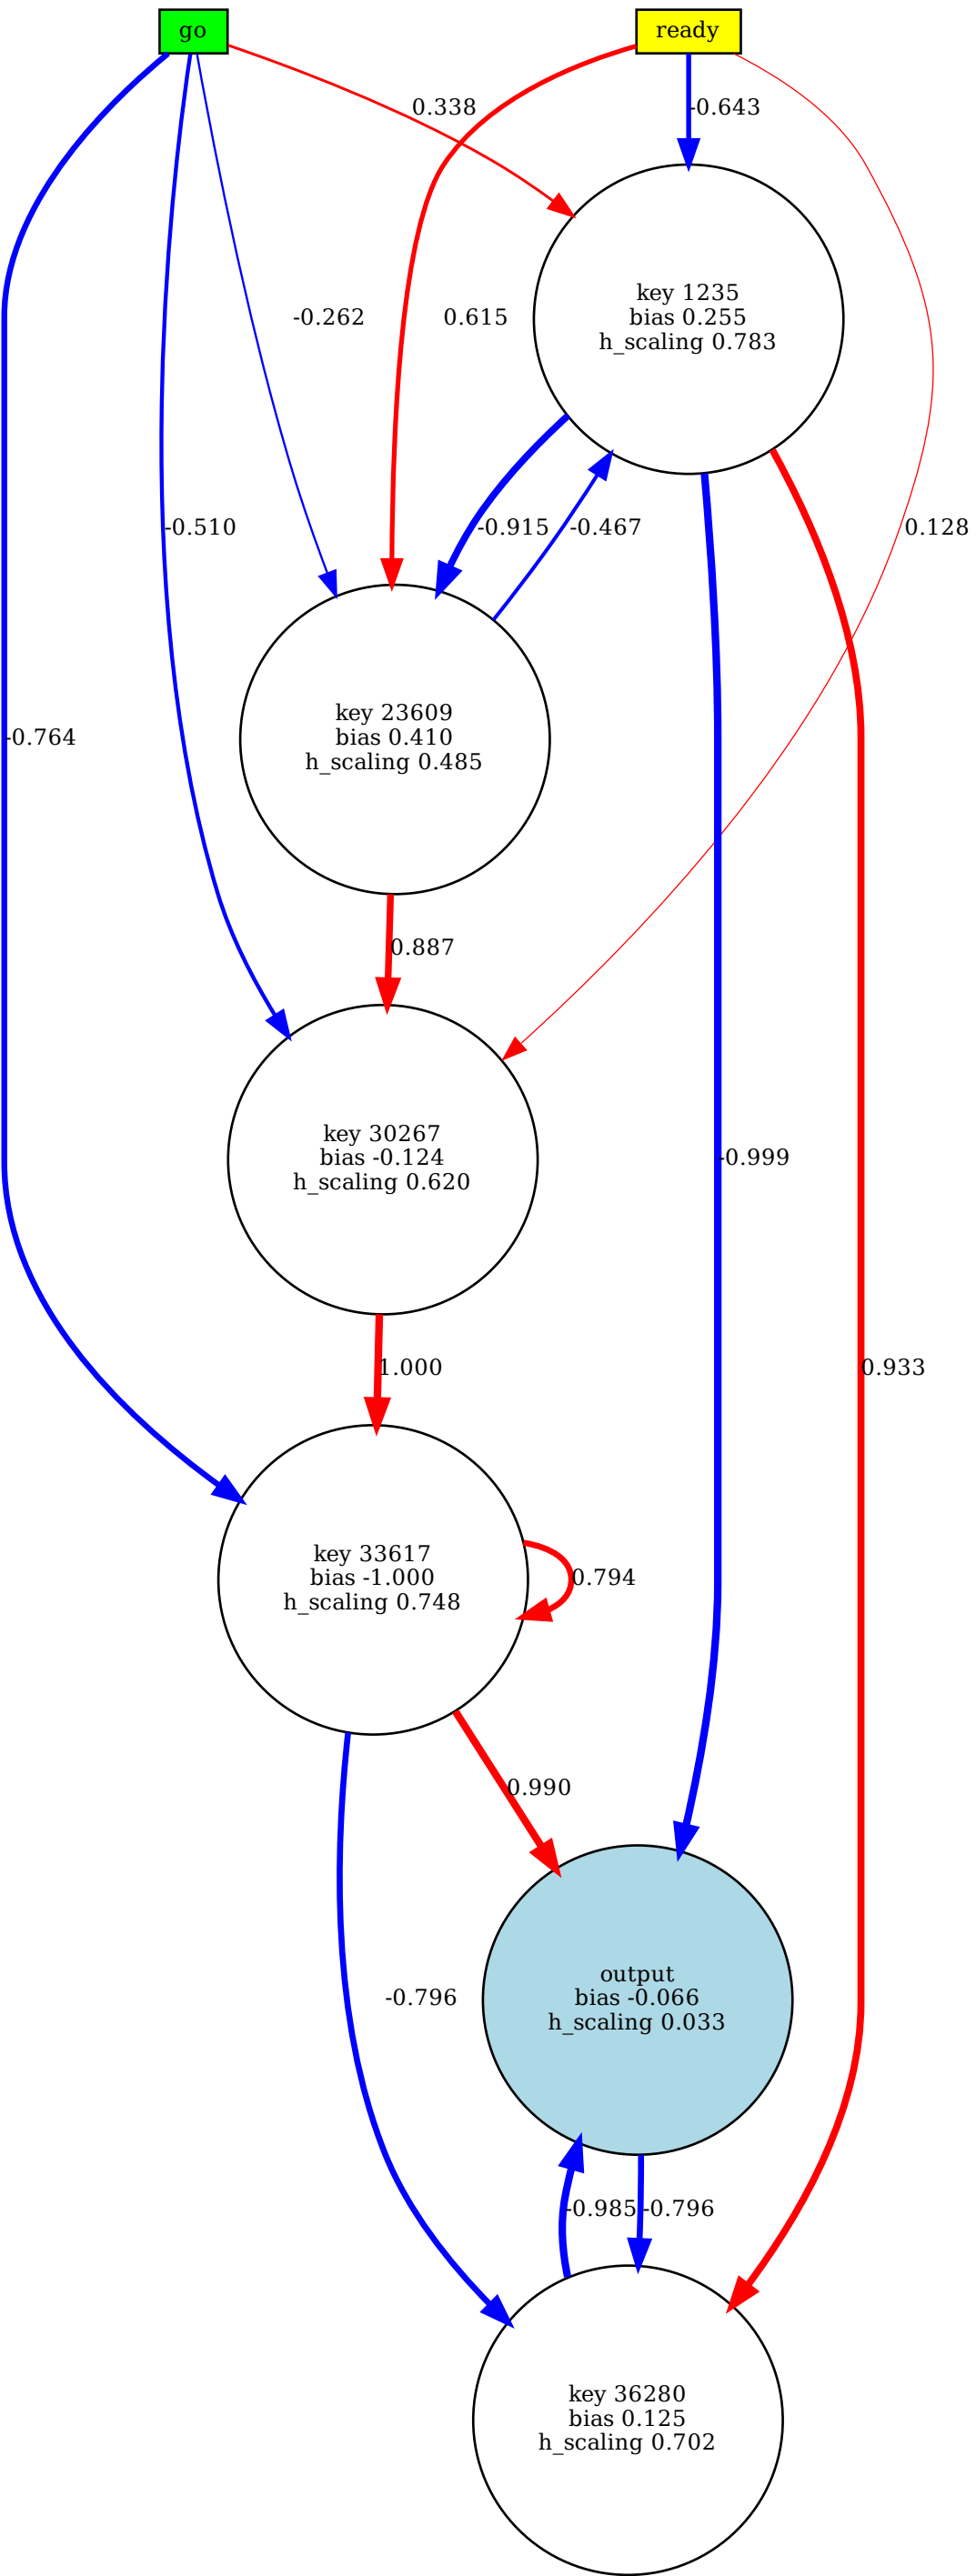 go
ready
0.338
-0.643
key 1235
bias 0.255
h_scaling 0.783
-0.262
0.615
-0.510
-0.915
-0.467
0.128
key 23609
bias 0.410
h_scaling 0.485
-0.764
0.887
key 30267
bias -0.124
h_scaling 0.620
-0.999
1.000
0.933
key 33617
bias -1.000
h_scaling 0.748
0.794
0.990
output
bias -0.066
h_scaling 0.033
-0.796
-0.985
-0.796
key 36280
bias 0.125
h_scaling 0.702